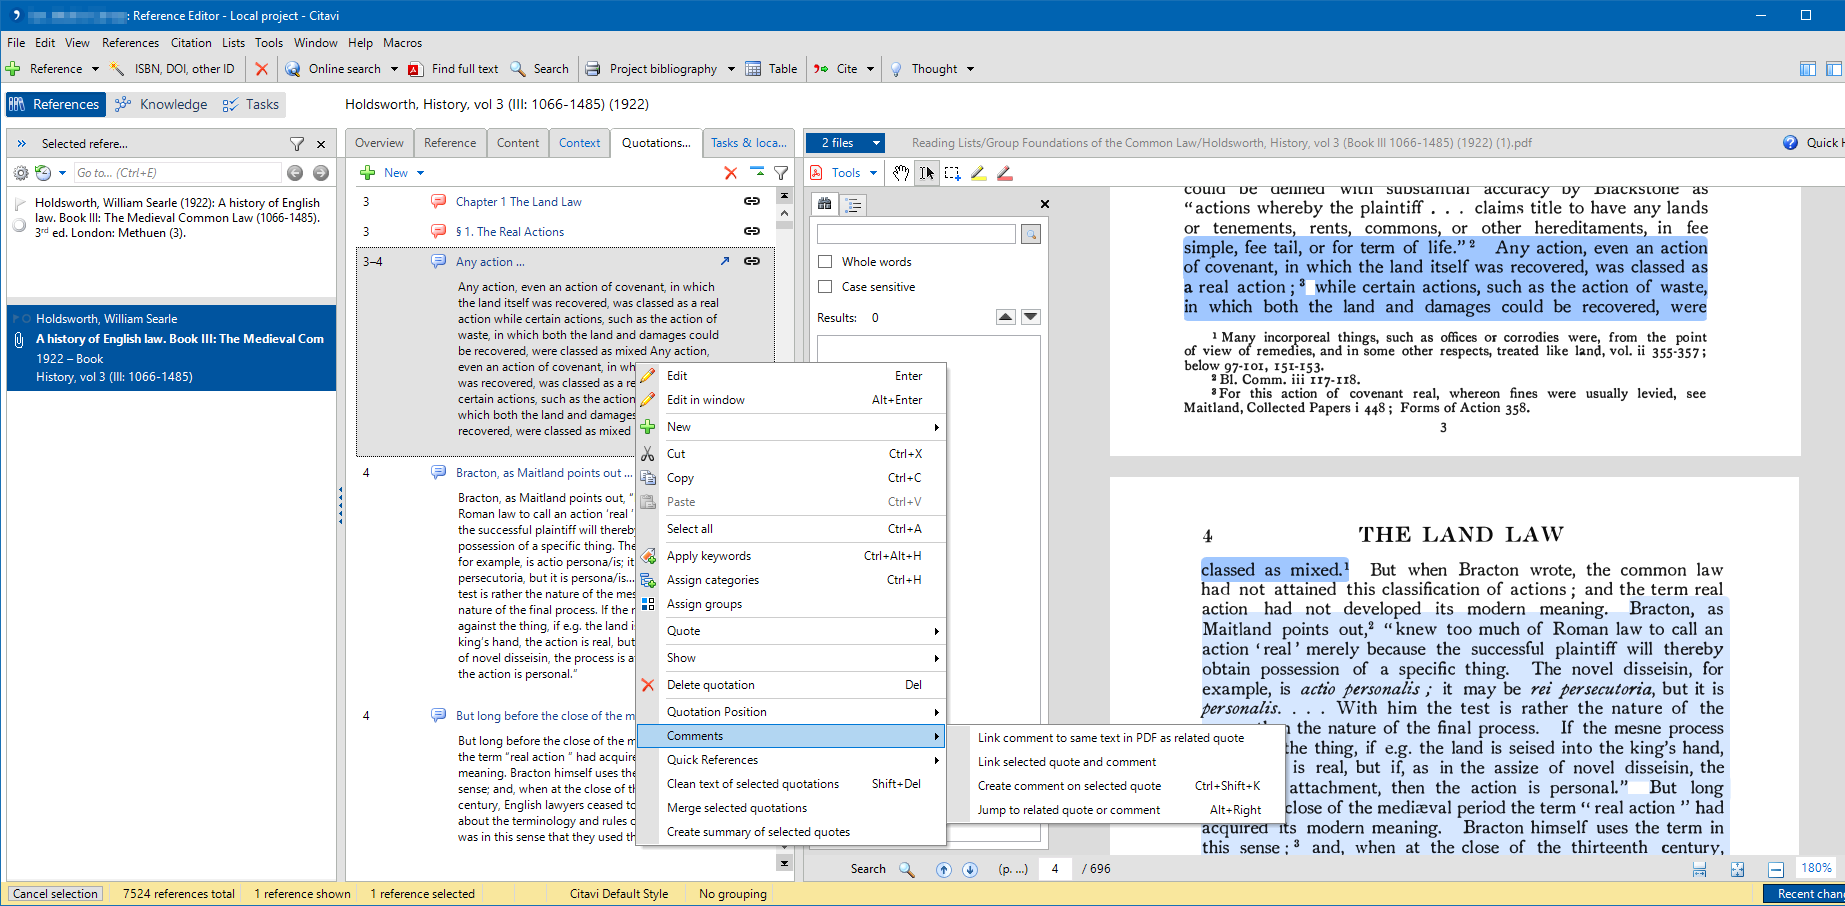 : Reference Editor - Local project - Citavi
File Edit View References Citation Lists Tools Window Help Macros
Reference ISBN, DOI, other ID Online search Find full text Search Project bibliography Table Cite Thought
References Knowledge Tasks
Holdsworth, History, vol 3 (III: 1066-1485) (1922)
Selected refere...
Go to... (Ctrl+E)
Holdsworth, William Searle (1922): A history of English
law. Book III: The Medieval Common Law (1066-1485).
3rd ed. London: Methuen (3).
Holdsworth, William Searle
A history of English law. Book III: The Medieval Com
1922 – Book
History, vol 3 (III: 1066-1485)
Overview Reference Content Context Quotations... Tasks & loca...
New
3 Chapter 1 The Land Law
3 § 1. The Real Actions
3–4 Any action ...
Any action, even an action of covenant, in which
the land itself was recovered, was classed as a real
action while certain actions, such as the action of
waste, in which both the land and damages could
be recovered, were classed as mixed Any action,
even an action of covenant, in wh
was recovered, was classed as a re
certain actions, such as the action
which both the land and damages
recovered, were classed as mixed
4 Bracton, as Maitland points out ...
Bracton, as Maitland points out, “
Roman law to call an action ‘real ’
the successful plaintiff will thereby
possession of a specific thing. The
for example, is actio persona/is; it
persecutoria, but it is persona/is...
test is rather the nature of the mes
nature of the final process. If the m
against the thing, if e.g. the land i
king’s hand, the action is real, but
of novel disseisin, the process is a
the action is personal.”
4 But long before the close of the m
But long before the close of the m
the term “real action ” had acquire
meaning. Bracton himself uses the
sense; and, when at the close of the
century, English lawyers ceased to
about the terminology and rules o
was in this sense that they used th
Edit Enter
Edit in window Alt+Enter
New
Cut Ctrl+X
Copy Ctrl+C
Paste Ctrl+V
Select all Ctrl+A
Apply keywords Ctrl+Alt+H
Assign categories Ctrl+H
Assign groups
Quote
Show
Delete quotation Del
Quotation Position
Comments
Quick References
Clean text of selected quotations Shift+Del
Merge selected quotations
Create summary of selected quotes
Link comment to same text in PDF as related quote
Link selected quote and comment
Create comment on selected quote Ctrl+Shift+K
Jump to related quote or comment Alt+Right
2 files Reading Lists/Group Foundations of the Common Law/Holdsworth, History, vol 3 (Book III 1066-1485) (1922) (1).pdf Quick H
Tools
Whole words
Case sensitive
Results: 0
could be defined with substantial accuracy by Blackstone as
“actions whereby the plaintiff . . . claims title to have any lands
or tenements, rents, commons, or other hereditaments, in fee
simple, fee tail, or for term of life.” 2 Any action, even an action
of covenant, in which the land itself was recovered, was classed as
a real action ; 3 while certain actions, such as the action of waste,
in which both the land and damages could be recovered, were
1 Many incorporeal things, such as offices or corrodies were, from the point
of view of remedies, and in some other respects, treated like land, vol. ii 355-357 ;
below 97-101, 151-153.
2 Bl. Comm. iii 117-118.
3 For this action of covenant real, whereon fines were usually levied, see
Maitland, Collected Papers i 448 ; Forms of Action 358.
3
4 THE LAND LAW
classed as mixed.1 But when Bracton wrote, the common law
had not attained this classification of actions ; and the term real
action had not developed its modern meaning. Bracton, as
Maitland points out,2 “knew too much of Roman law to call an
action ‘real’ merely because the successful plaintiff will thereby
obtain possession of a specific thing. The novel disseisin, for
example, is actio personalis ; it may be rei persecutoria, but it is
personalis. . . . With him the test is rather the nature of the
n the nature of the final process. If the mesne process
the thing, if e.g. the land is seised into the king’s hand,
is real, but if, as in the assize of novel disseisin, the
attachment, then the action is personal.” But long
close of the mediæval period the term “ real action ” had
acquired its modern meaning. Bracton himself uses the term in
this sense ; 3 and, when at the close of the thirteenth century,
Search (p. ...) 4 / 696 180%
Cancel selection 7524 references total 1 reference shown 1 reference selected Citavi Default Style No grouping Recent chan